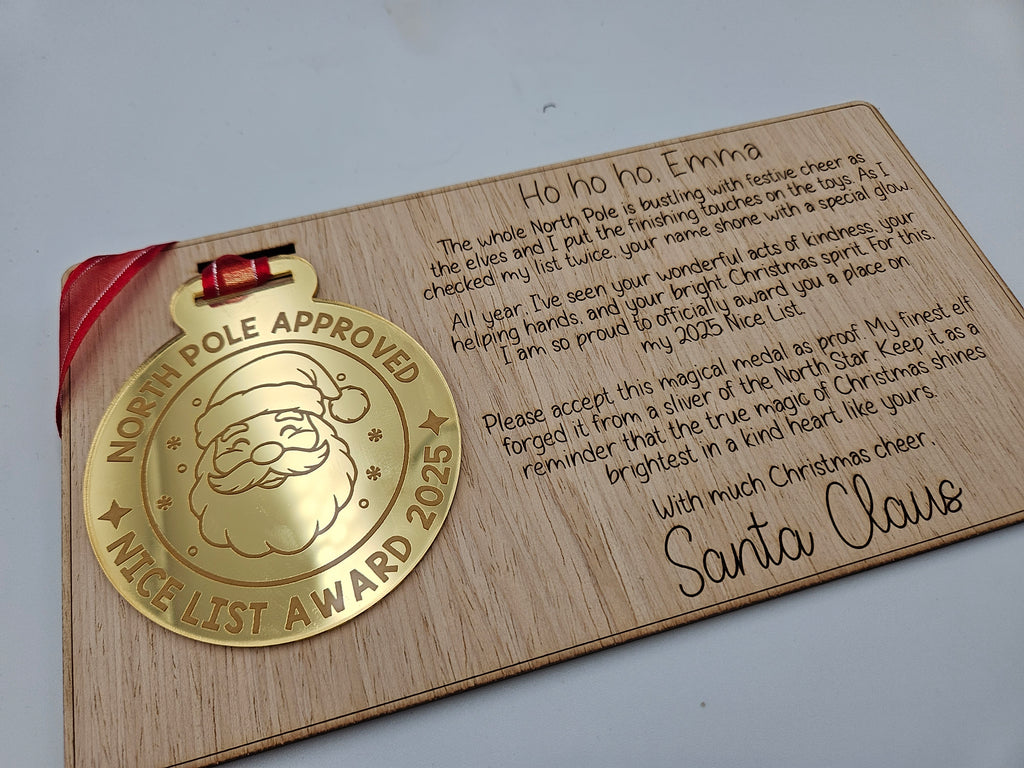 NORTH POLE APPROVED
2025
NICE LIST AWARD
Ho ho ho, Emma
The whole North Pole is bustling with festive cheer as
the elves and I put the finishing touches on the toys. As I
checked my list twice, your name shone with a special glow.
All year, I've seen your wonderful acts of kindness, your
helping hands, and your bright Christmas spirit. For this,
I am so proud to officially award you a place on
my 2025 Nice List.
Please accept this magical medal as proof. My finest elf
forged it from a sliver of the North Star. Keep it as a
reminder that the true magic of Christmas shines
brightest in a kind heart like yours.
With much Christmas cheer,
Santa Claus